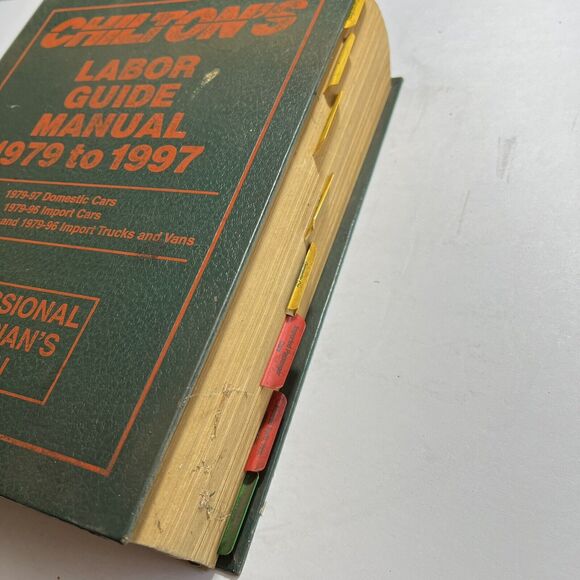 CHILTON'S
LABOR
GUIDE
MANUAL
1979 to 1997
1979-97 Domestic Cars
1979-96 Import Cars
and 1979-96 Import Trucks and Vans
SSIONAL
IAN'S